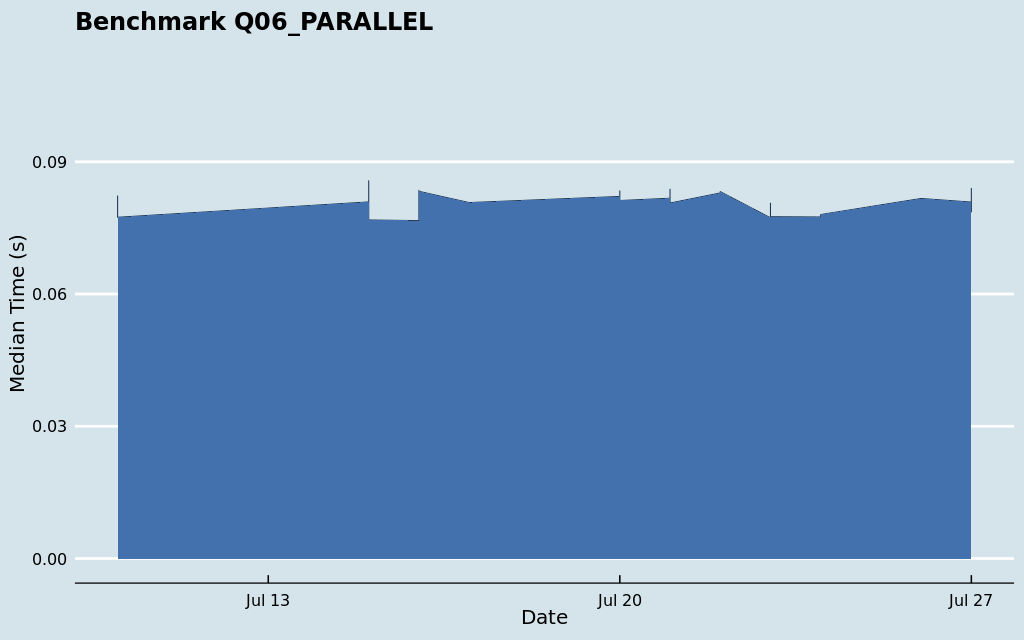 Benchmark Q06_PARALLEL
0.09
0.06
0.03
0.00
Median Time (s)
Jul 13
Jul 20
Jul 27
Date